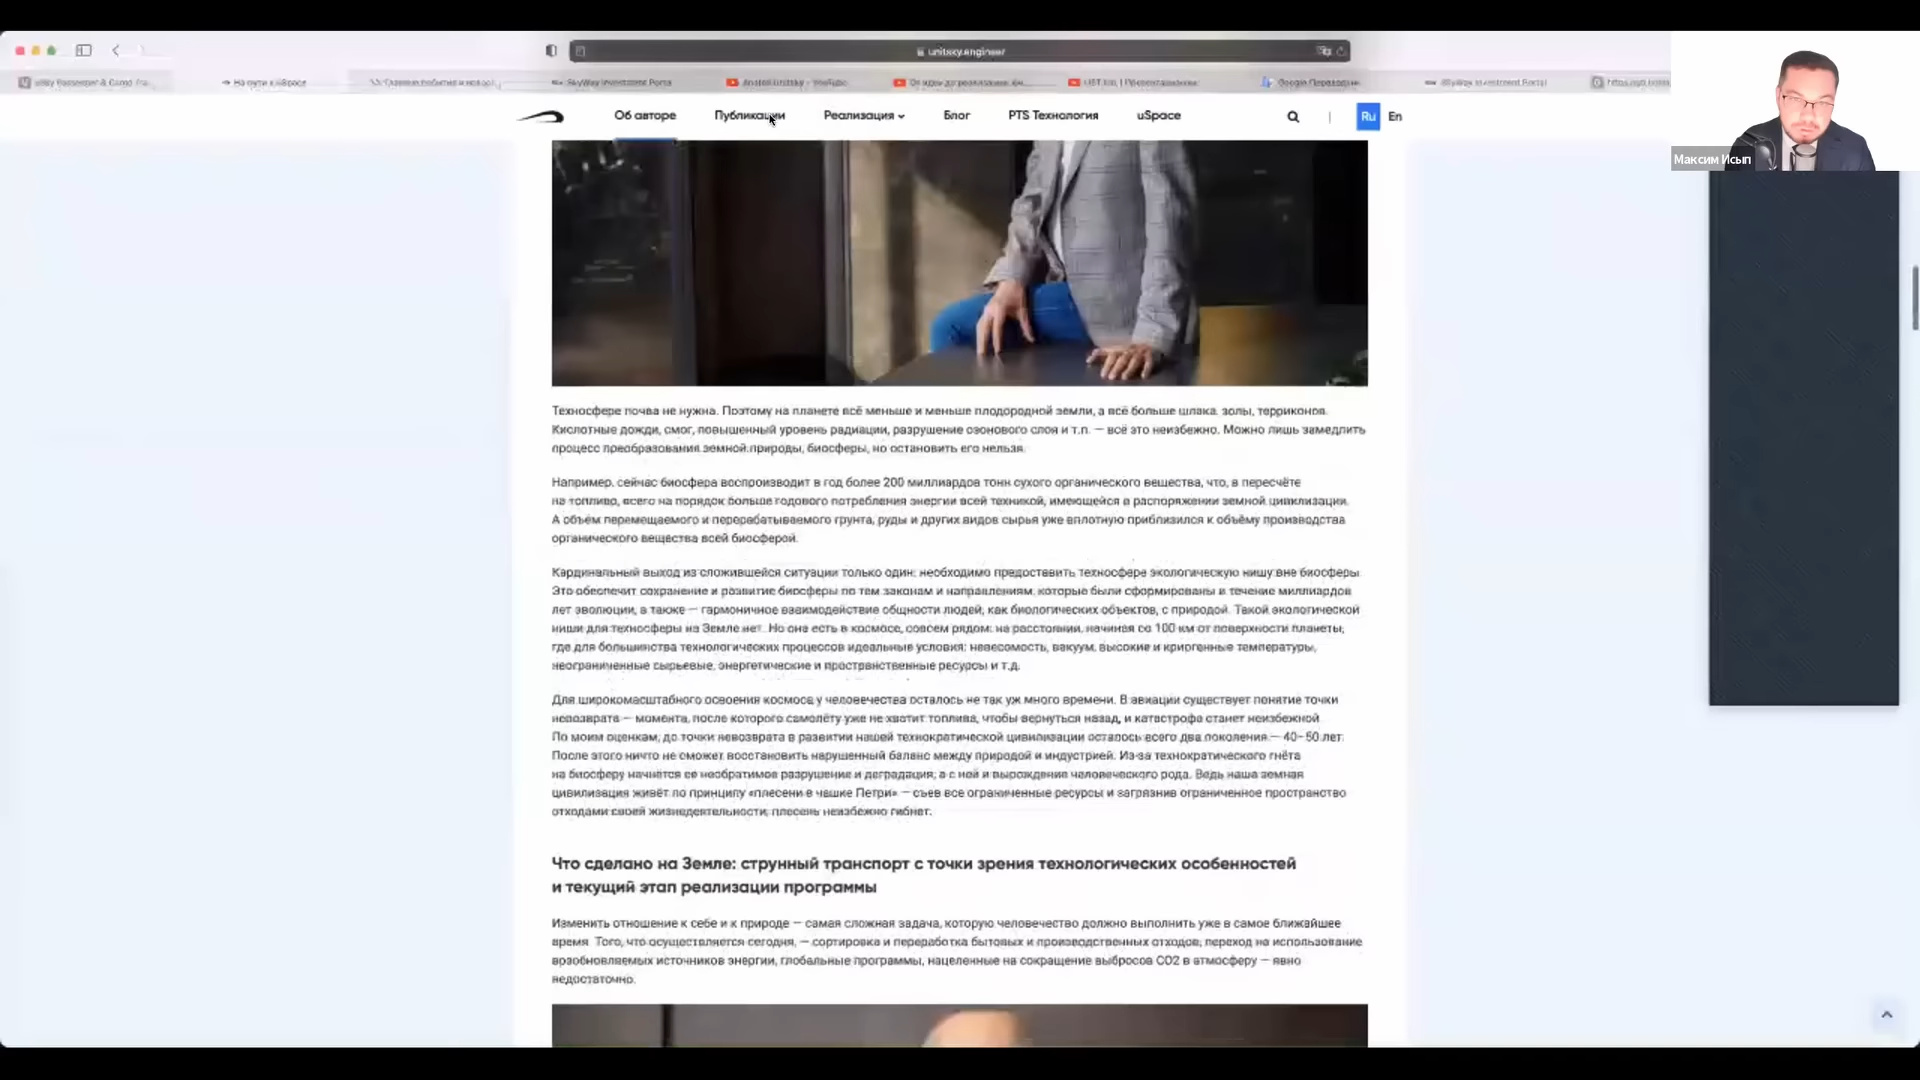 unitsky.engineer
На пути к uSpace
SkyWay Investment Portal
Anatoli Unitsky - YouTube
Google Переводчик
SkyWay Investment Portal
Об авторе
Публикации
Реализация
Блог
PTS Технология
uSpace
Ru
En
Максим Исып
Техносфере почва не нужна. Поэтому на планете всё меньше и меньше плодородной земли, а всё больше шлака, золы, терриконов.
Кислотные дожди, смог, повышенный уровень радиации, разрушение озонового слоя и т.п. — всё это неизбежно. Можно лишь замедлить
процесс преобразования земной природы, биосферы, но остановить его нельзя.
Например, сейчас биосфера воспроизводит в год более 200 миллиардов тонн сухого органического вещества, что, в пересчёте
на топливо, всего на порядок больше годового потребления энергии всей техникой, имеющейся в распоряжении земной цивилизации.
А объём перемещаемого и перерабатываемого грунта, руды и других видов сырья уже вплотную приблизился к объёму производства
органического вещества всей биосферой.
Кардинальный выход из сложившейся ситуации только один: необходимо предоставить техносфере экологическую нишу вне биосферы.
Это обеспечит сохранение и развитие биосферы по тем законам и направлениям, которые были сформированы в течение миллиардов
лет эволюции, а также — гармоничное взаимодействие общности людей, как биологических объектов, с природой. Такой экологической
ниши для техносферы на Земле нет. Но она есть в космосе, совсем рядом: на расстоянии, начиная со 100 км от поверхности планеты,
где для большинства технологических процессов идеальные условия: невесомость, вакуум, высокие и криогенные температуры,
неограниченные сырьевые, энергетические и пространственные ресурсы и т.д.
Для широкомасштабного освоения космоса у человечества осталось не так уж много времени. В авиации существует понятие точки
невозврата — момента, после которого самолёту уже не хватит топлива, чтобы вернуться назад, и катастрофа станет неизбежной.
По моим оценкам, до точки невозврата в развитии нашей технократической цивилизации осталось всего два поколения — 40–50 лет.
После этого ничто не сможет восстановить нарушенный баланс между природой и индустрией. Из-за технократического гнёта
на биосферу начнётся её необратимое разрушение и деградация, а с ней и вырождение человеческого рода. Ведь наша земная
цивилизация живёт по принципу «плесени в чашке Петри» — съев все ограниченные ресурсы и загрязнив ограниченное пространство
отходами своей жизнедеятельности, плесень неизбежно гибнет.
Что сделано на Земле: струнный транспорт с точки зрения технологических особенностей
и текущий этап реализации программы
Изменить отношение к себе и к природе — самая сложная задача, которую человечество должно выполнить уже в самое ближайшее
время. Того, что осуществляется сегодня, — сортировка и переработка бытовых и производственных отходов, переход на использование
возобновляемых источников энергии, глобальные программы, нацеленные на сокращение выбросов CO2 в атмосферу — явно
недостаточно.